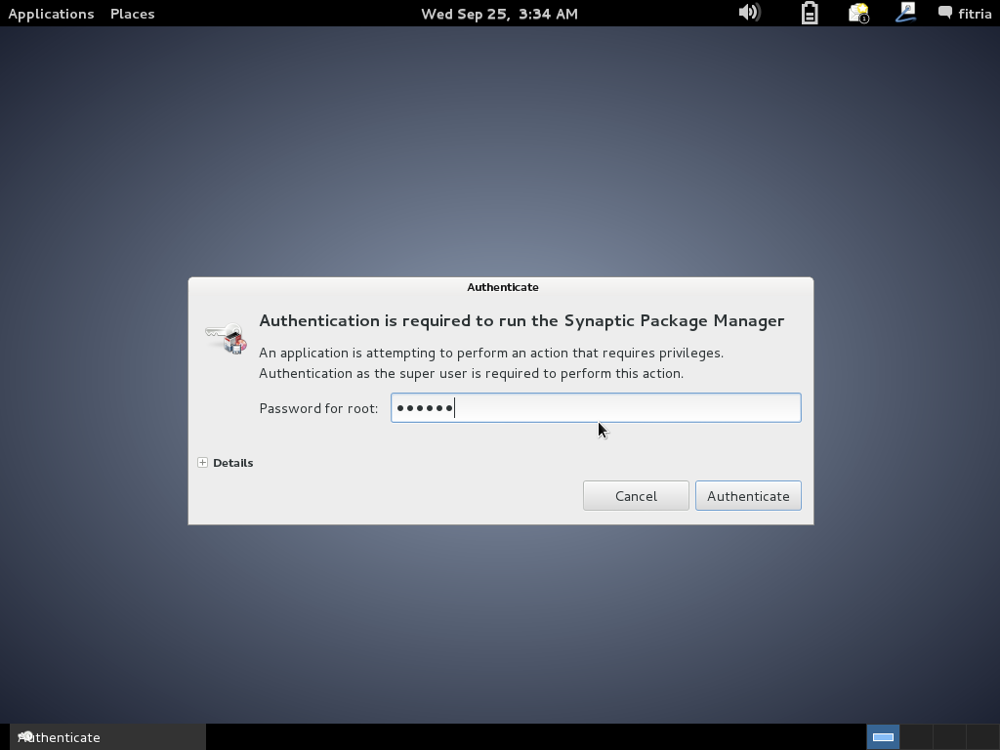 Applications Places Wed Sep 25, 3:34 AM 1 fitria
Authenticate
Authentication is required to run the Synaptic Package Manager
An application is attempting to perform an action that requires privileges.
Authentication as the super user is required to perform this action.
Password for root: ••••••
Details
Cancel Authenticate
Authenticate